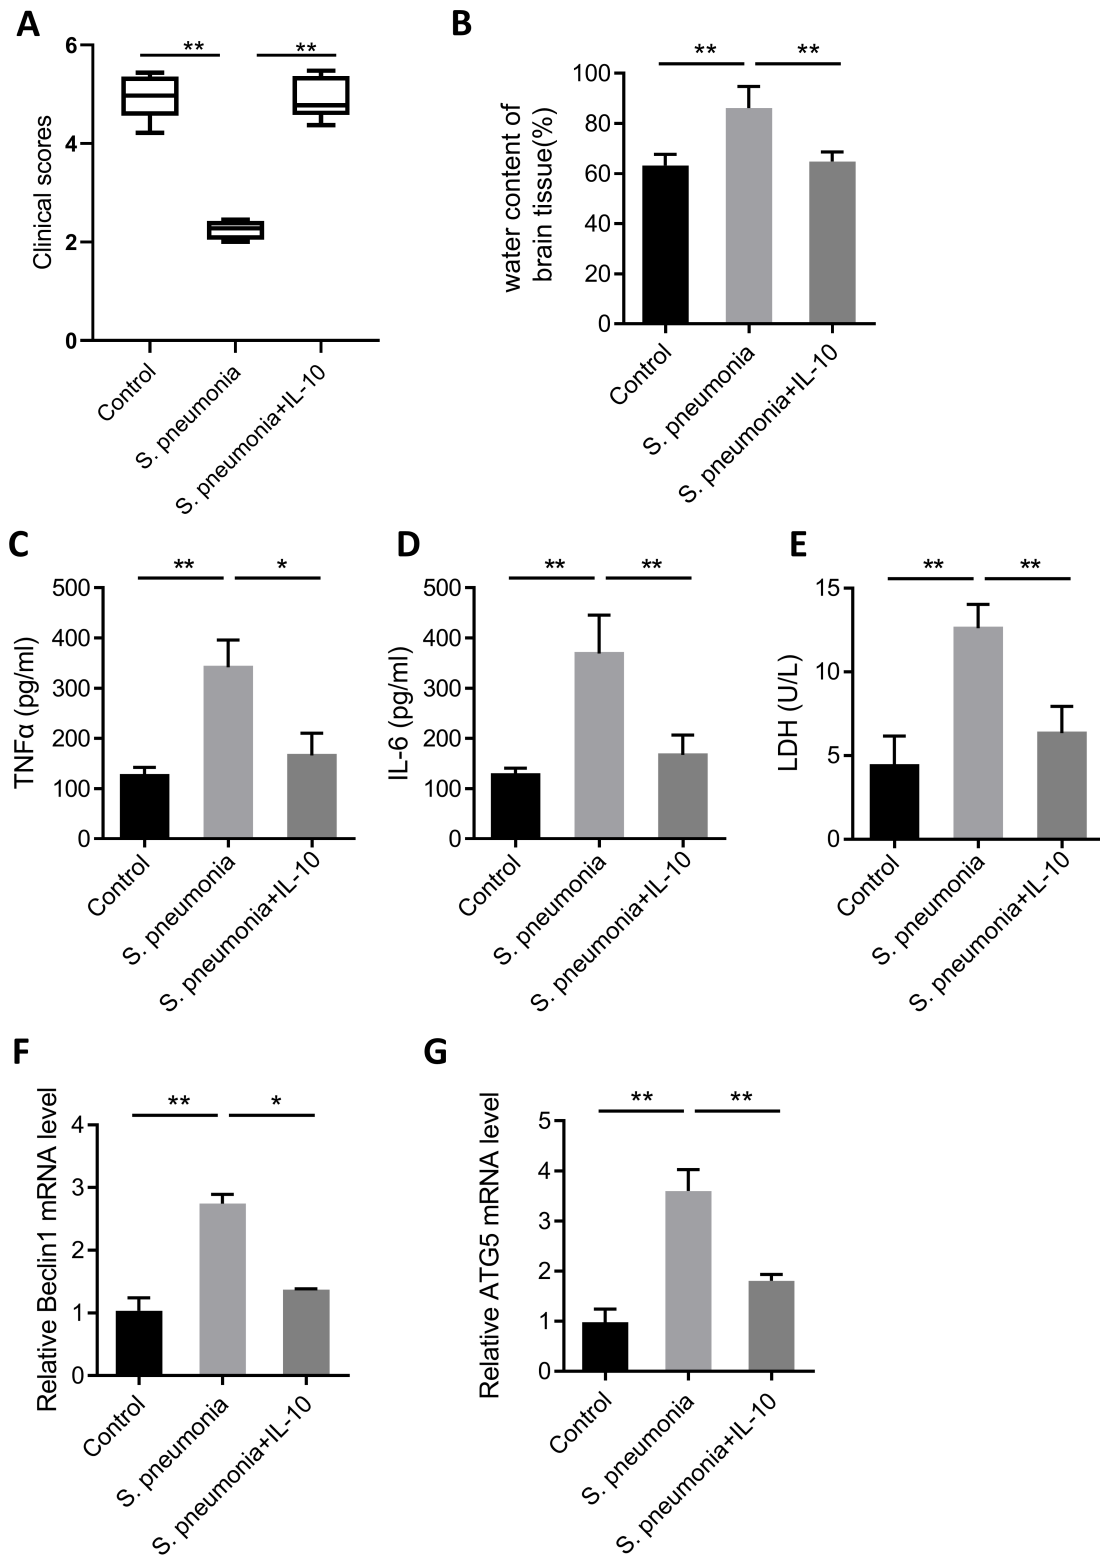 A
Clinical scores
6
4
2
0
**
**
Control
S. pneumonia
S. pneumonia+IL-10
B
water content of
brain tissue(%)
100
80
60
40
20
0
**
**
Control
S. pneumonia
S. pneumonia+IL-10
C
TNFα (pg/ml)
500
400
300
200
100
0
**
*
Control
S. pneumonia
S. pneumonia+IL-10
D
IL-6 (pg/ml)
500
400
300
200
100
0
**
**
Control
S. pneumonia
S. pneumonia+IL-10
E
LDH (U/L)
15
10
5
0
**
**
Control
S. pneumonia
S. pneumonia+IL-10
F
Relative Beclin1 mRNA level
4
3
2
1
0
**
*
Control
S. pneumonia
S. pneumonia+IL-10
G
Relative ATG5 mRNA level
5
4
3
2
1
0
**
**
Control
S. pneumonia
S. pneumonia+IL-10